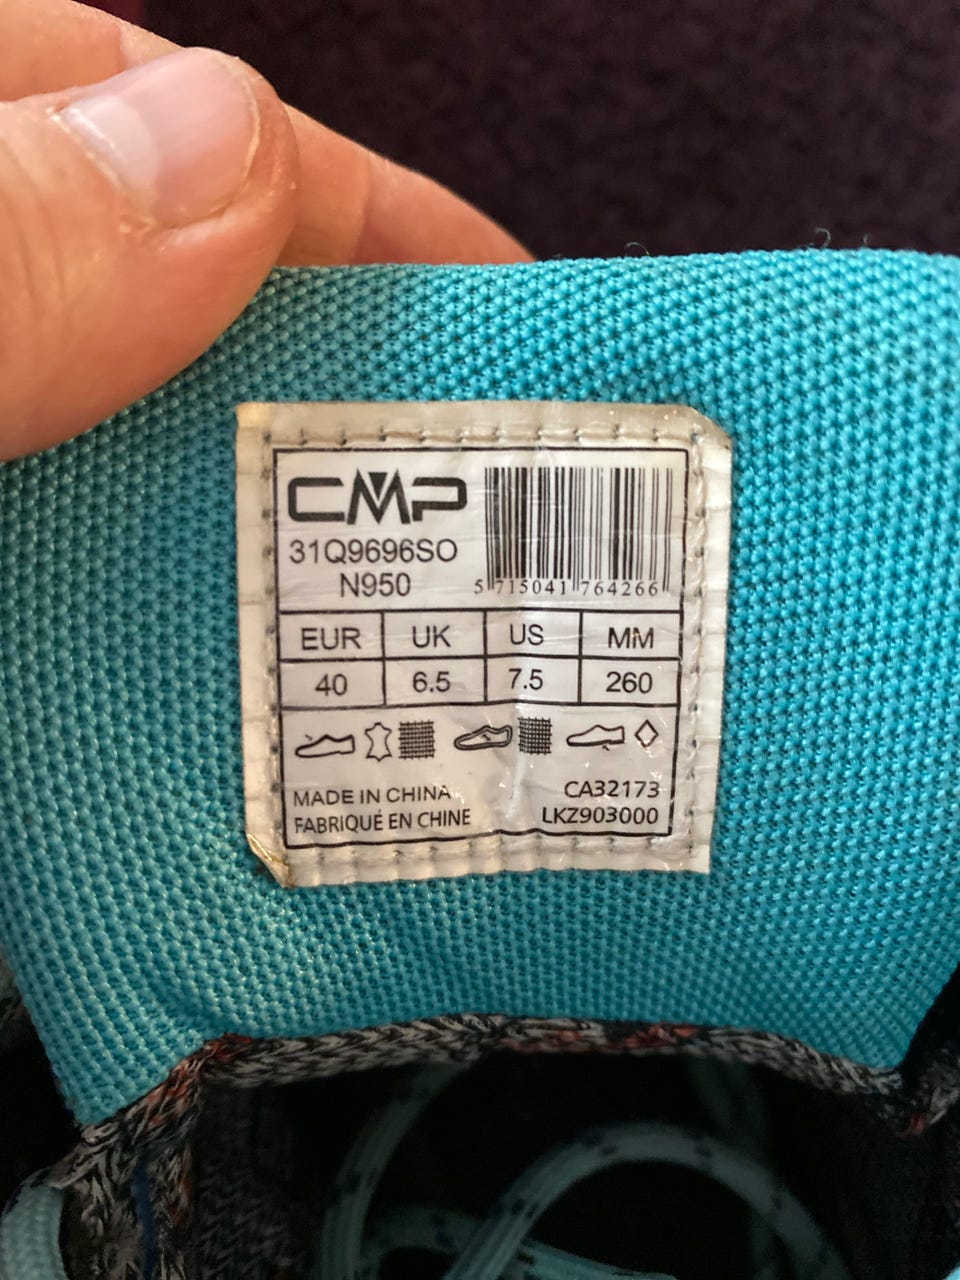 CMP
31Q9696SO
N950
5 715041 764266
EUR UK US MM
40 6.5 7.5 260
MADE IN CHINA
FABRIQUÉ EN CHINE
CA32173
LKZ903000